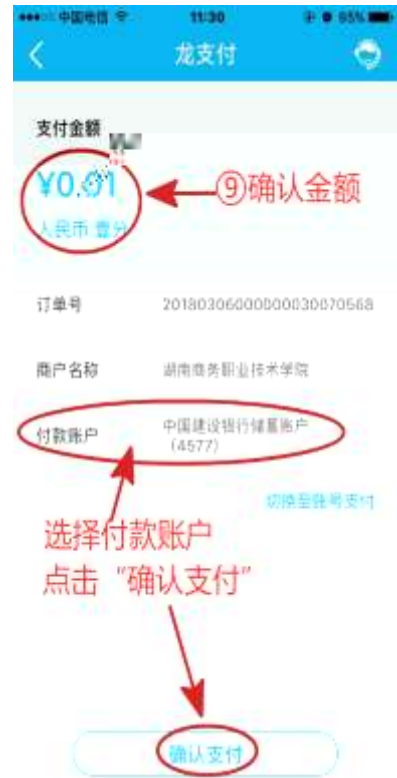 中国电信 11:30 65%
龙支付
支付金额
¥0.01
⑨确认金额
人民币 壹分
订单号 20180306000000030070568
商户名称 湖南商务职业技术学院
付款账户 中国建设银行储蓄账户
(4577)
切换至账号支付
选择付款账户
点击“确认支付”
确认支付